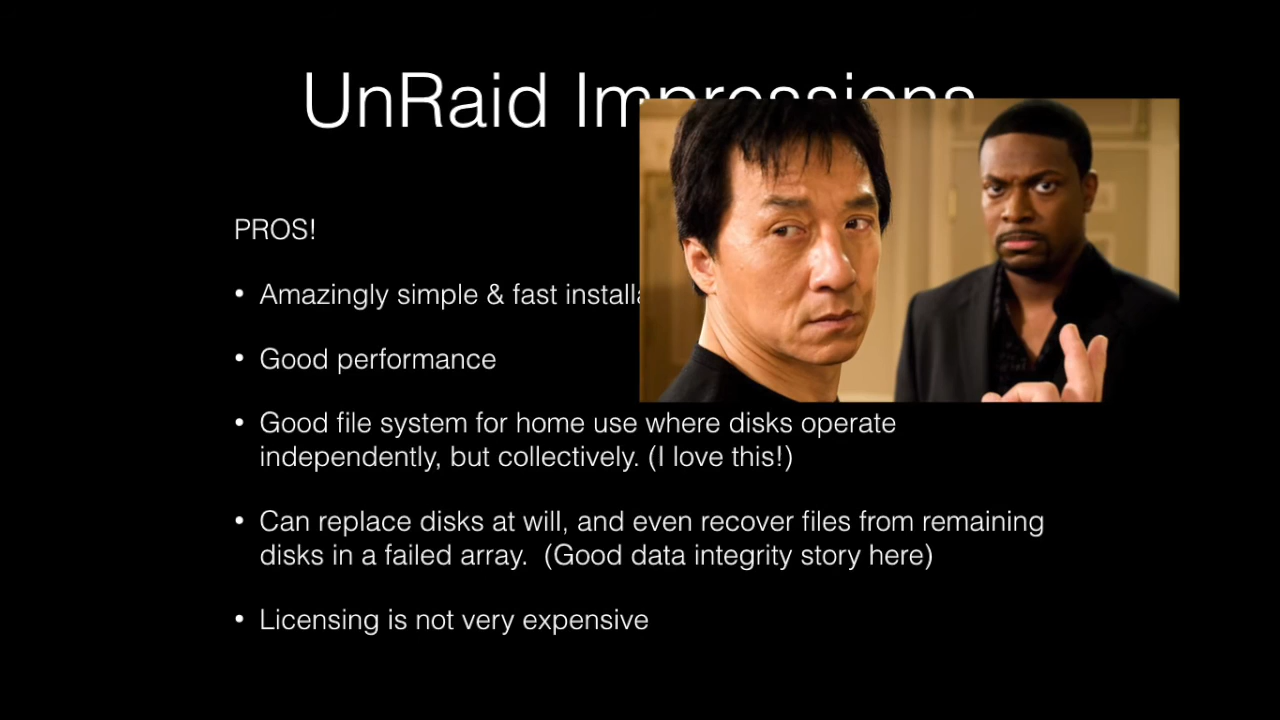 UnRaid Impressions
PROS!
• Amazingly simple & fast
• Good performance
• Good file system for home use where disks operate
independently, but collectively. (I love this!)
• Can replace disks at will, and even recover files from remaining
disks in a failed array.  (Good data integrity story here)
• Licensing is not very expensive